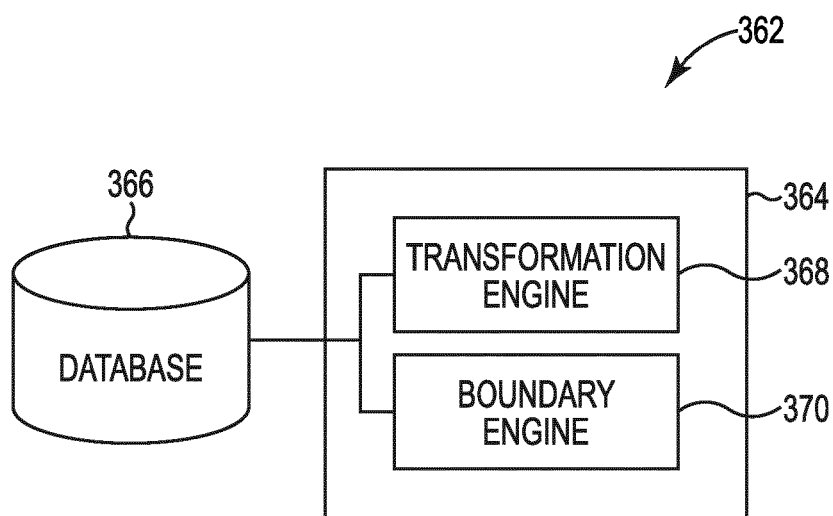 362
366
364
TRANSFORMATION
ENGINE
368
DATABASE
BOUNDARY
ENGINE
370